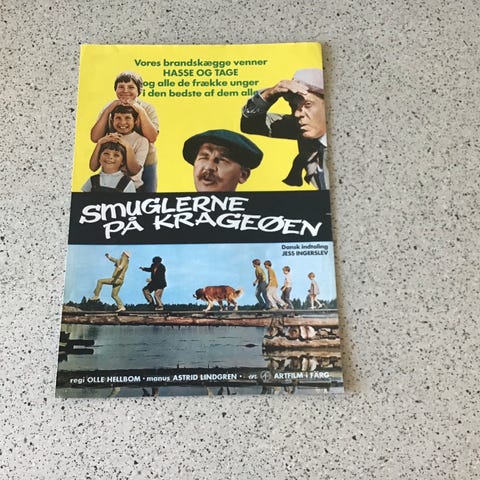 Vores brandskægge venner
HASSE OG TAGE
og alle de frække unger
i den bedste af dem alle
SMUGLERNE
PÅ KRAGEØEN
Dansk indtaling
JESS INGERSLEV
regi OLLE HELLBOM • manus ASTRID LINDGREN • ARTFILM i FÄRG